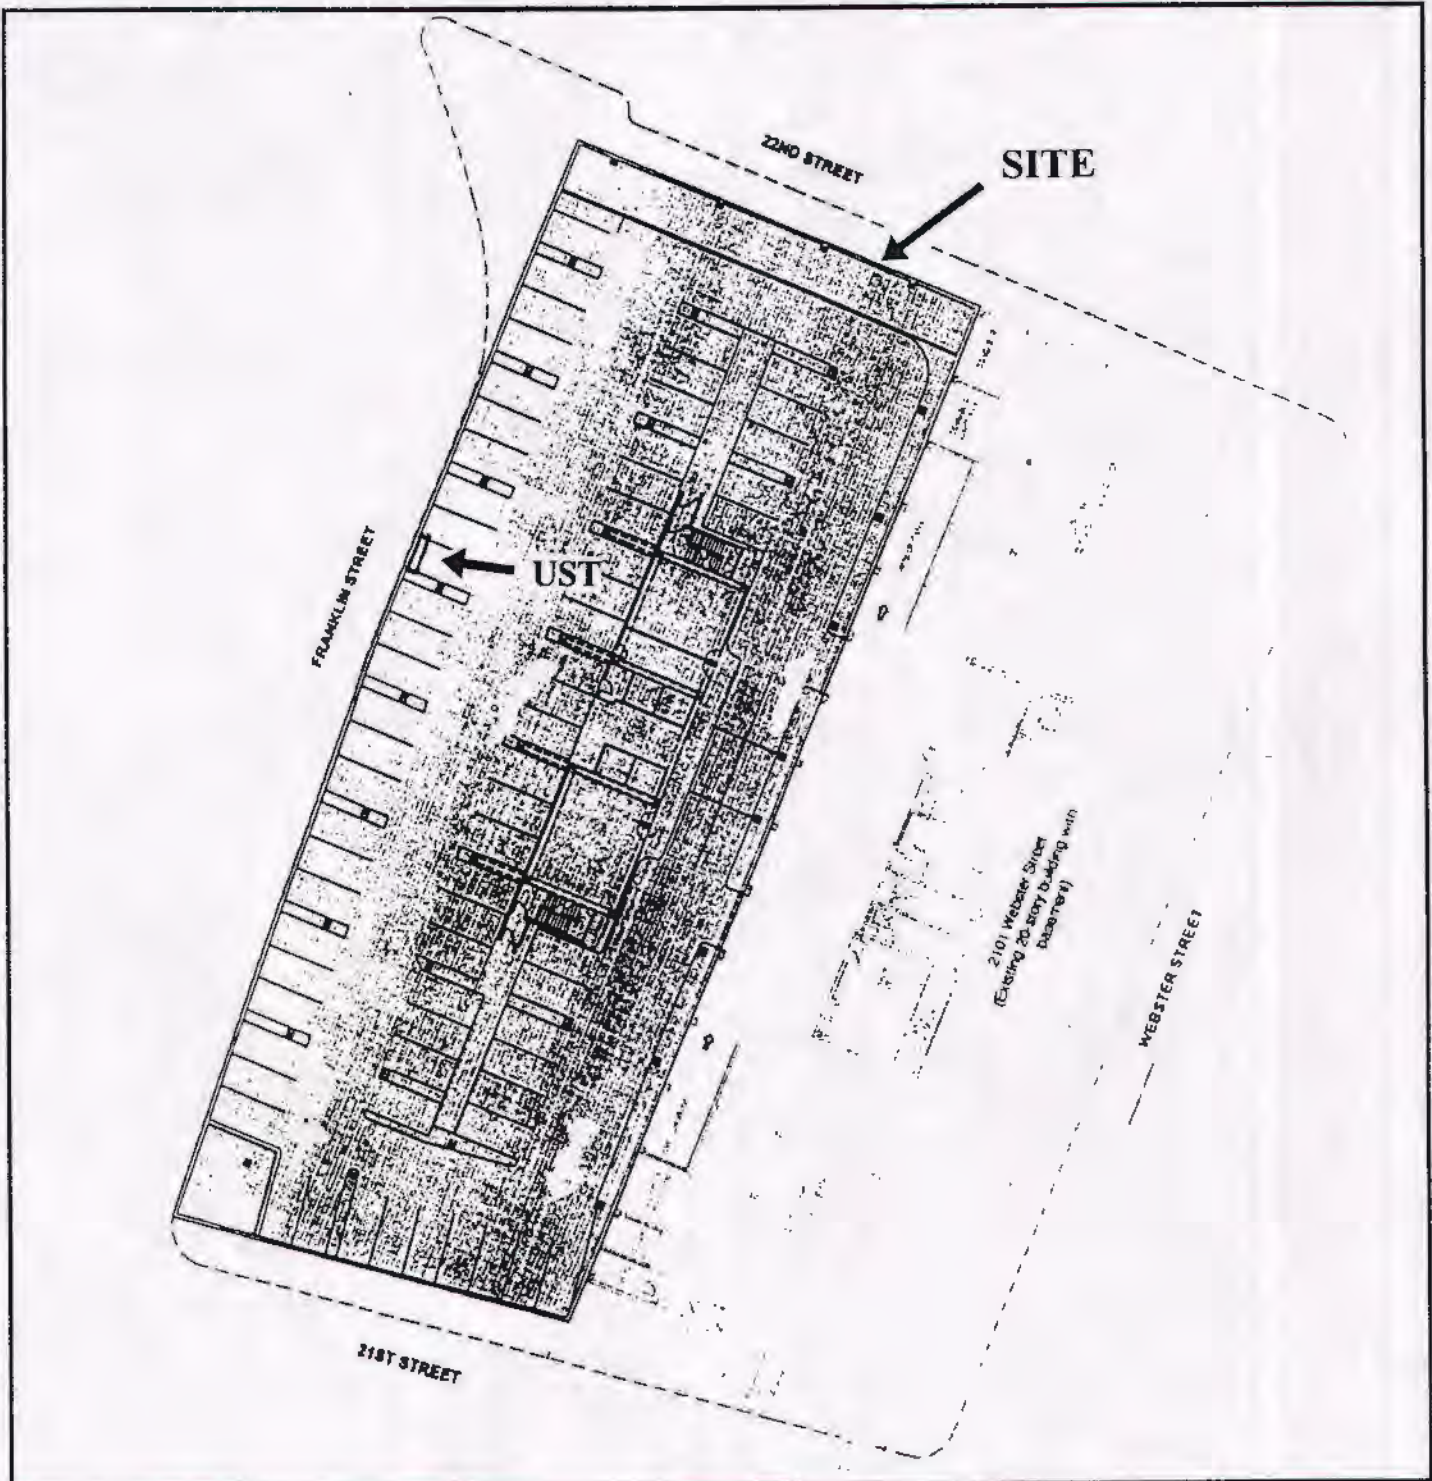 22ND STREET
SITE
FRANKLIN STREET
UST
2101 Webster Street
(Existing 20-story building with
basement)
WEBSTER STREET
21ST STREET